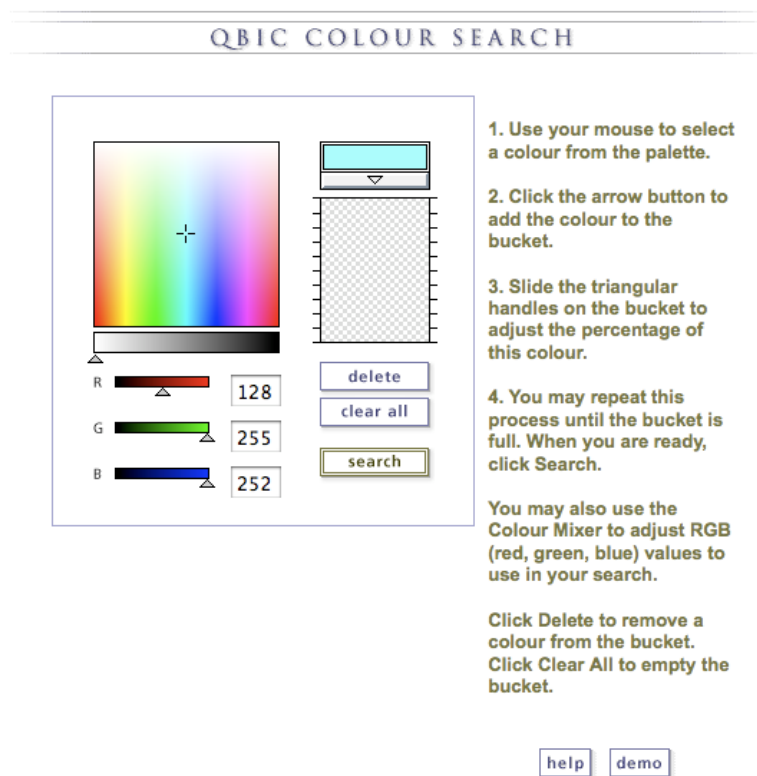 QBIC COLOUR SEARCH
1. Use your mouse to select
a colour from the palette.
2. Click the arrow button to
add the colour to the
bucket.
3. Slide the triangular
handles on the bucket to
adjust the percentage of
this colour.
4. You may repeat this
process until the bucket is
full. When you are ready,
click Search.
You may also use the
Colour Mixer to adjust RGB
(red, green, blue) values to
use in your search.
Click Delete to remove a
colour from the bucket.
Click Clear All to empty the
bucket.
R 128
G 255
B 252
delete
clear all
search
help demo